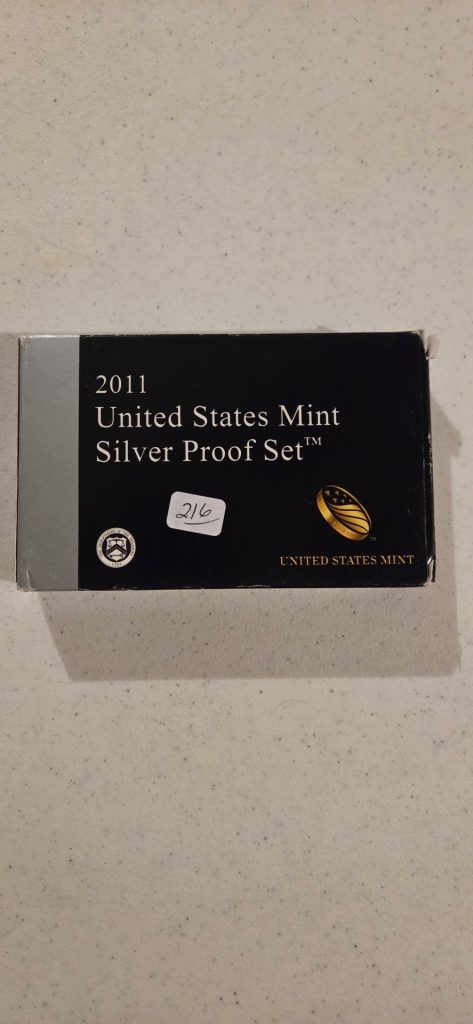 2011
United States Mint
Silver Proof Set™
216
UNITED STATES MINT